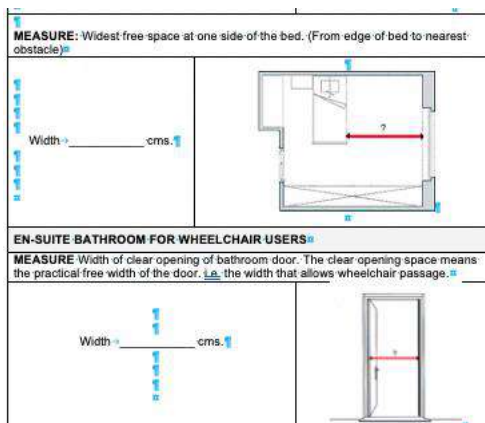 MEASURE: Widest free space at one side of the bed. (From edge of bed to nearest
obstacle)
?
Width ____________ cms.
EN-SUITE BATHROOM FOR WHEELCHAIR USERS
MEASURE Width of clear opening of bathroom door. The clear opening space means
the practical free width of the door. i.e. the width that allows wheelchair passage.
Width ____________ cms.
?